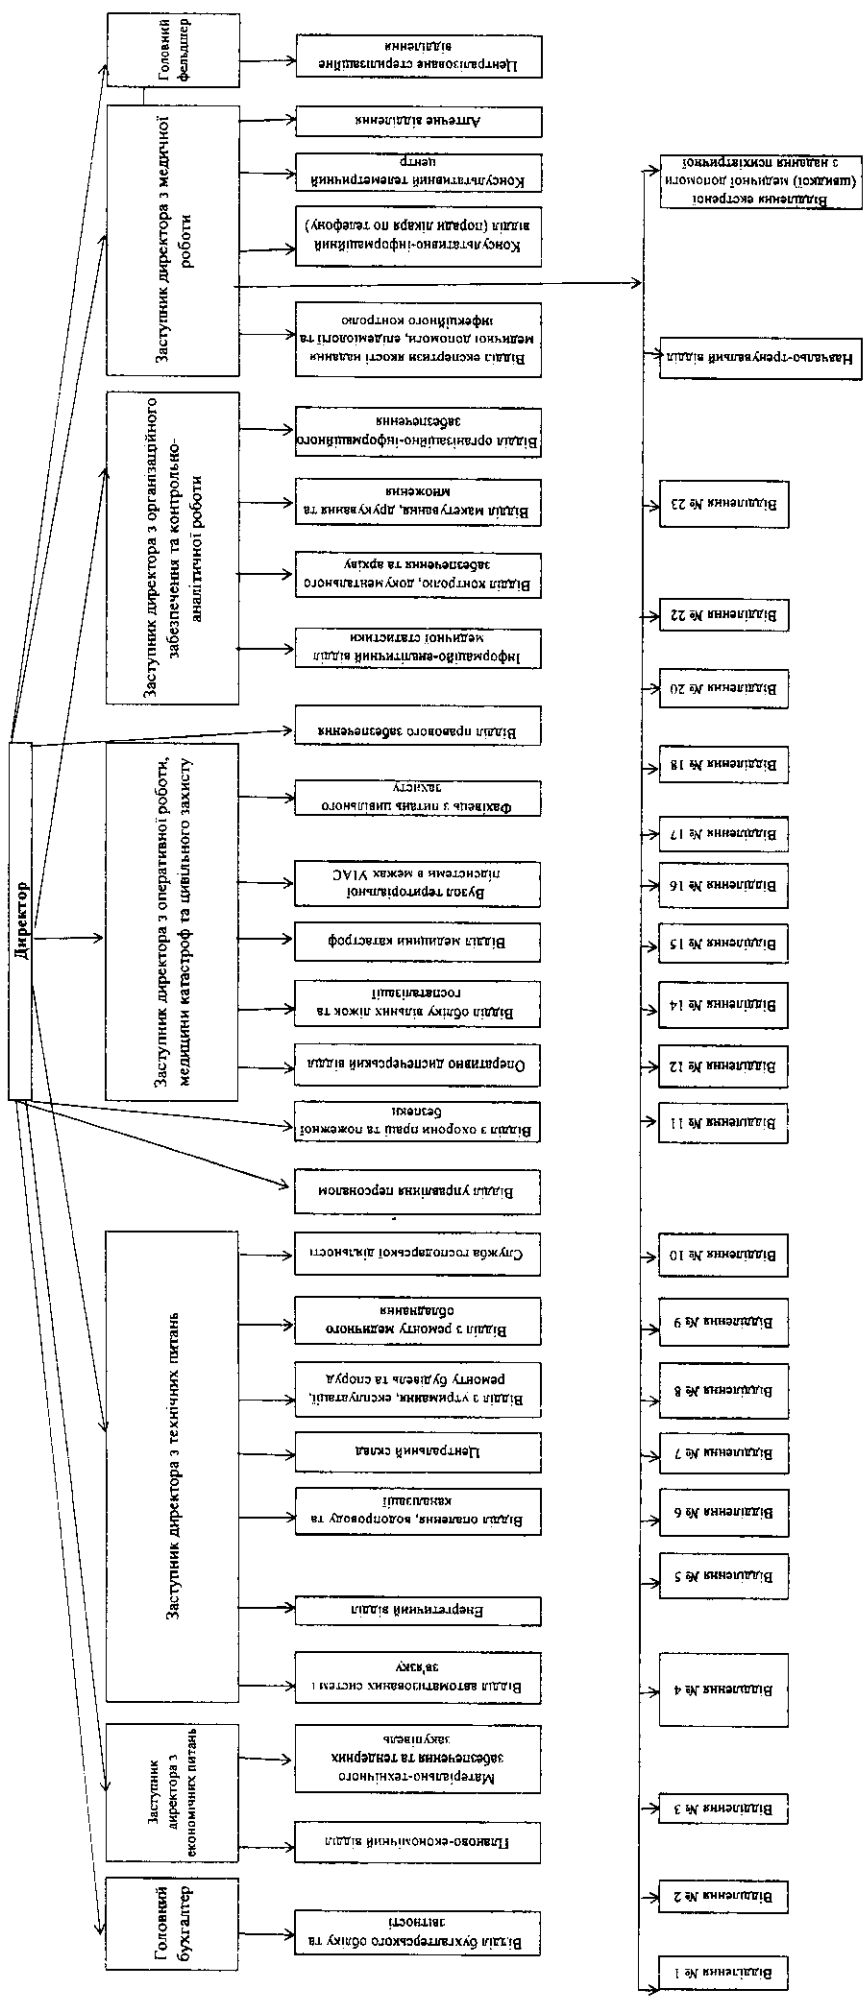 Директор
Головний
бухгалтер
Заступник
директора з
економічних питань
Заступник директора з технічних питань
Заступник директора з оперативної роботи,
медицини катастроф та цивільного захисту
Заступник директора з організаційного
забезпечення та контрольно-
аналітичної роботи
Заступник директора з медичної
роботи
Головний
фельдшер
Відділ бухгалтерського обліку та
звітності
Планово-економічний відділ
Матеріально-технічного
забезпечення та тендерних
закупівель
Відділ автоматизованих систем і
зв'язку
Енергетичний відділ
Відділ опалення, водопроводу та
каналізації
Центральний склад
Відділ з утримання, експлуатації,
ремонту будівель та споруд
Відділ з ремонту медичного
обладнання
Служба господарської діяльності
Відділ управління персоналом
Відділ з охорони праці та пожежної
безпеки
Оперативно диспечерський відділ
Відділ обліку вільних ліжок та
госпиталізації
Відділ медицини катастроф
Вузол територіальної
підсистеми в межах УІАС
Фахівець з питань цивільного
захисту
Відділ правового забезпечення
Інформаційо-аналітичний відділ
медичної статистики
Відділ контролю, документального
забезпечення та архіву
Відділ макетування, друкування та
множення
Відділ організаційно-інформаційного
забезпечення
Відділ експертизи якості надання
медичної допомоги, епідеміології та
інфекційного контролю
Консультативно-інформаційний
відділ (поради лікаря по телефону)
Консультативний телеметричний
центр
Аптечне відділення
Централізоване стерилізаційне
відділення
Відділення № 1
Відділення № 2
Відділення № 3
Відділення № 4
Відділення № 5
Відділення № 6
Відділення № 7
Відділення № 8
Відділення № 9
Відділення № 10
Відділення № 11
Відділення № 12
Відділення № 14
Відділення № 15
Відділення № 16
Відділення № 17
Відділення № 18
Відділення № 20
Відділення № 22
Відділення № 23
Навчально-тренувальний відділ
Відділення екстреної
(швидкої) медичної допомоги
з надання психіатричної